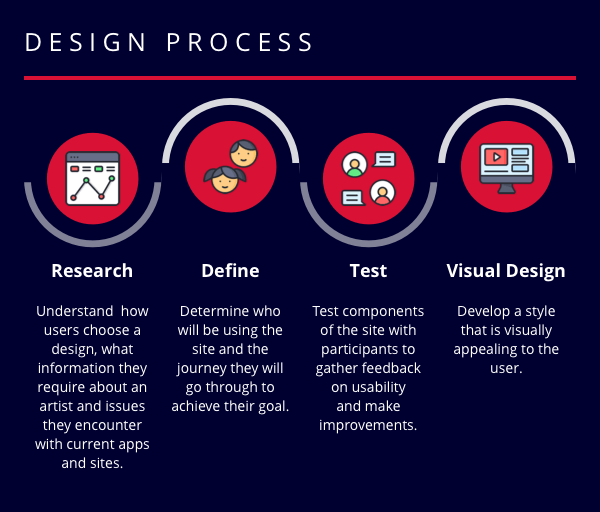 DESIGN PROCESS
Research
Understand how
users choose a
design, what
information they
require about an
artist and issues
they encounter
with current apps
and sites.
Define
Determine who
will be using the
site and the
journey they will
go through to
achieve their goal.
Test
Test components
of the site with
participants to
gather feedback
on usability
and make
improvements.
Visual Design
Develop a style
that is visually
appealing to the
user.